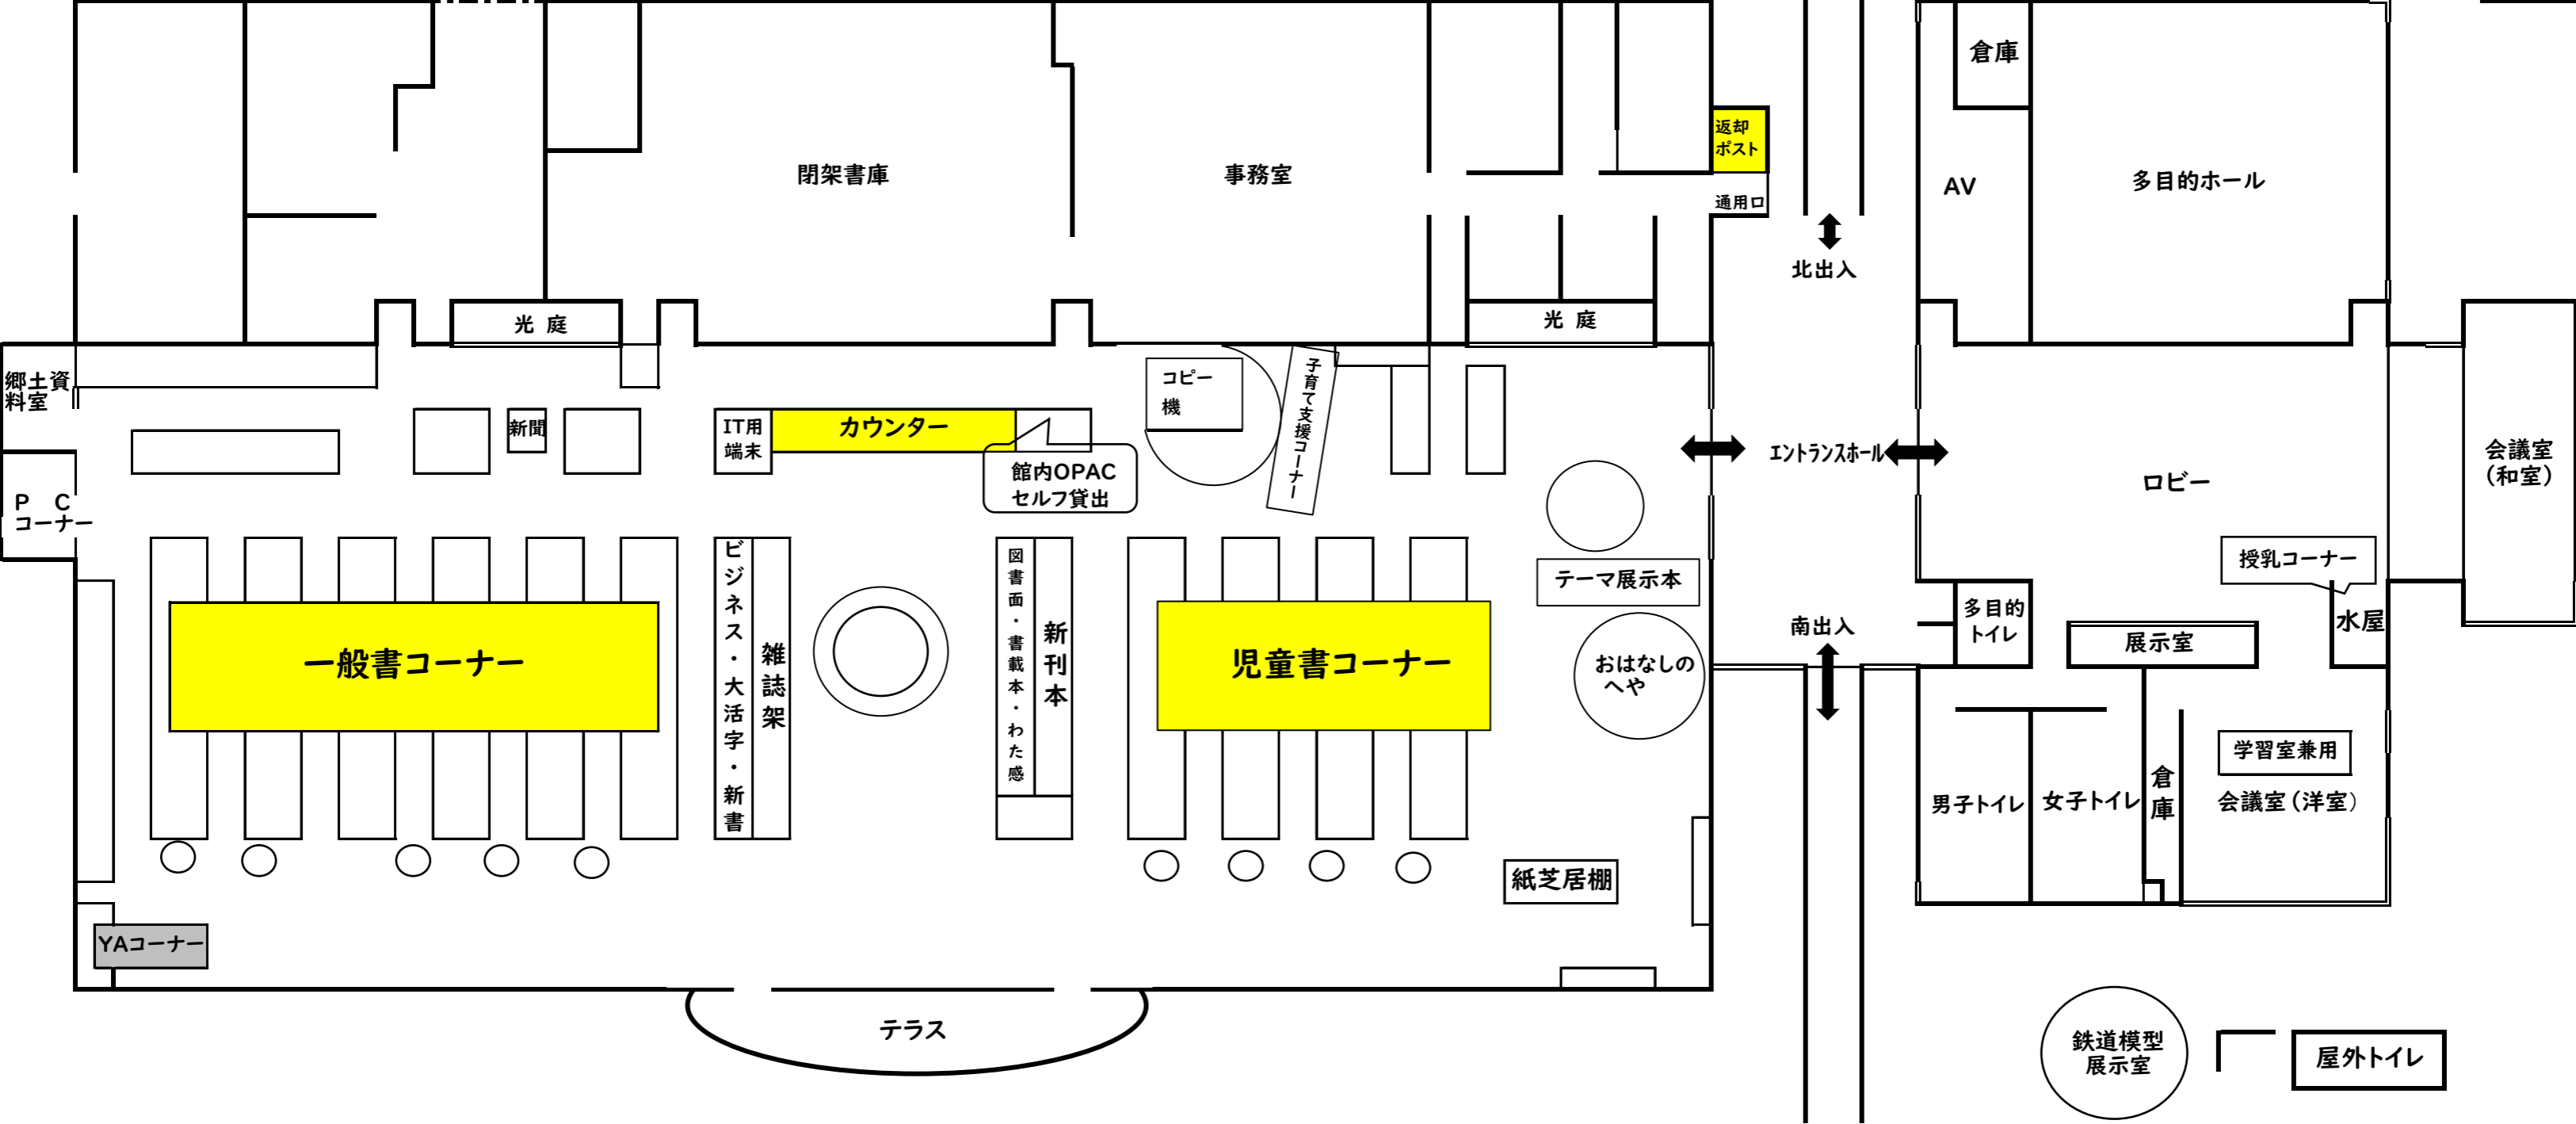 倉庫
返却
ポスト
閉架書庫
事務室
AV
多目的ホール
通用口
北出入
光 庭
光 庭
郷土資
料室
コピー
機
子育て支援コーナー
新聞
IT用
端末
カウンター
館内OPAC
セルフ貸出
エントランスホール
ロビー
会議室
（和室）
P C
コーナー
授乳コーナー
テーマ展示本
ビジネス・大活字・新書
雑誌架
図書面・書載本・わた感
新刊本
一般書コーナー
児童書コーナー
おはなしの
へや
南出入
多目的
トイレ
展示室
水屋
学習室兼用
会議室（洋室）
男子トイレ
女子トイレ
倉庫
紙芝居棚
YAコーナー
テラス
鉄道模型
展示室
屋外トイレ